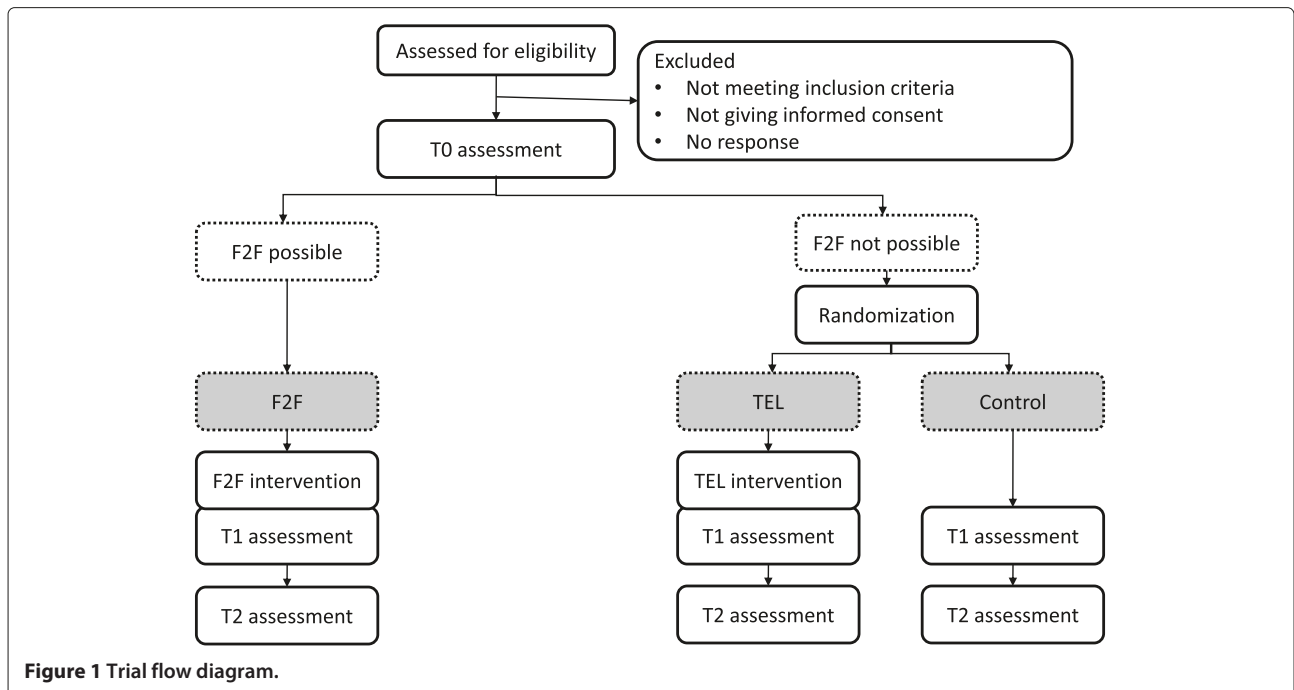 Assessed for eligibility
Excluded
• Not meeting inclusion criteria
• Not giving informed consent
• No response
T0 assessment
F2F possible
F2F not possible
Randomization
F2F
TEL
Control
F2F intervention
TEL intervention
T1 assessment
T1 assessment
T1 assessment
T2 assessment
T2 assessment
T2 assessment
Figure 1 Trial flow diagram.